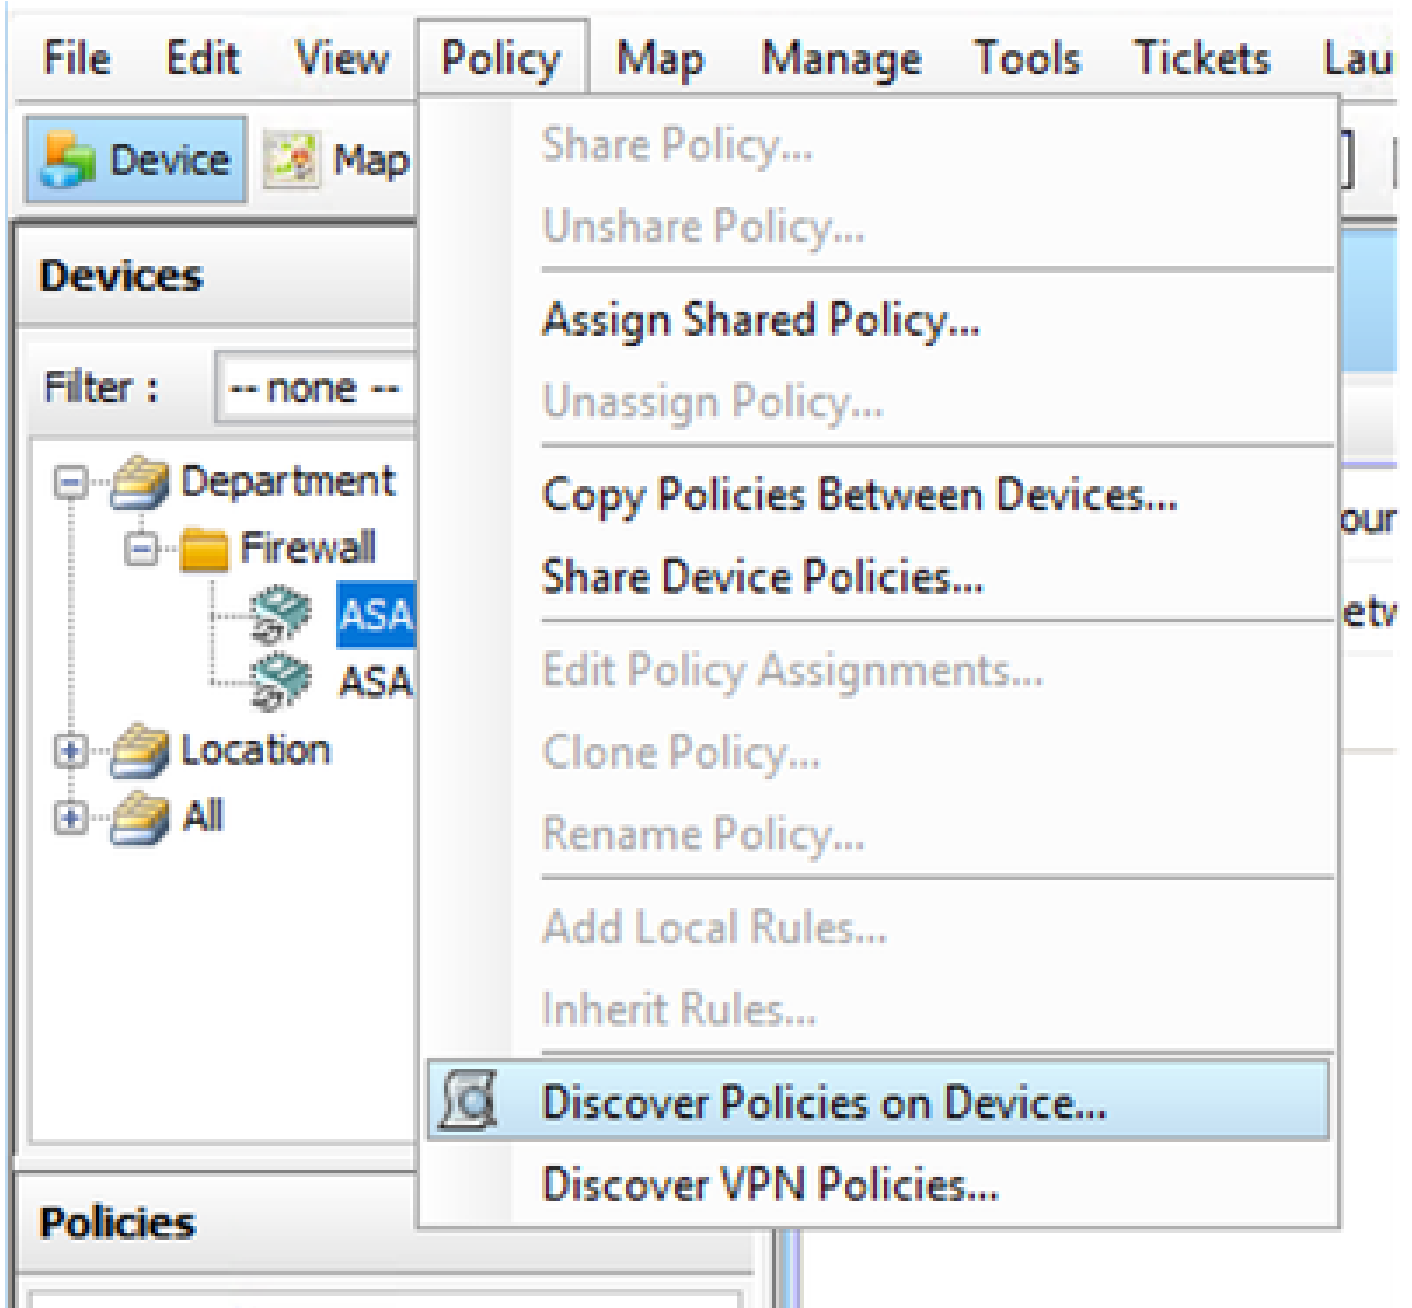 File Edit View Policy Map Manage Tools Tickets Lau
Device Map
Devices
Filter : -- none --
Department
Firewall
ASA
ASA
Location
All
Policies
Share Policy...
Unshare Policy...
Assign Shared Policy...
Unassign Policy...
Copy Policies Between Devices...
Share Device Policies...
Edit Policy Assignments...
Clone Policy...
Rename Policy...
Add Local Rules...
Inherit Rules...
Discover Policies on Device...
Discover VPN Policies...
our
etw